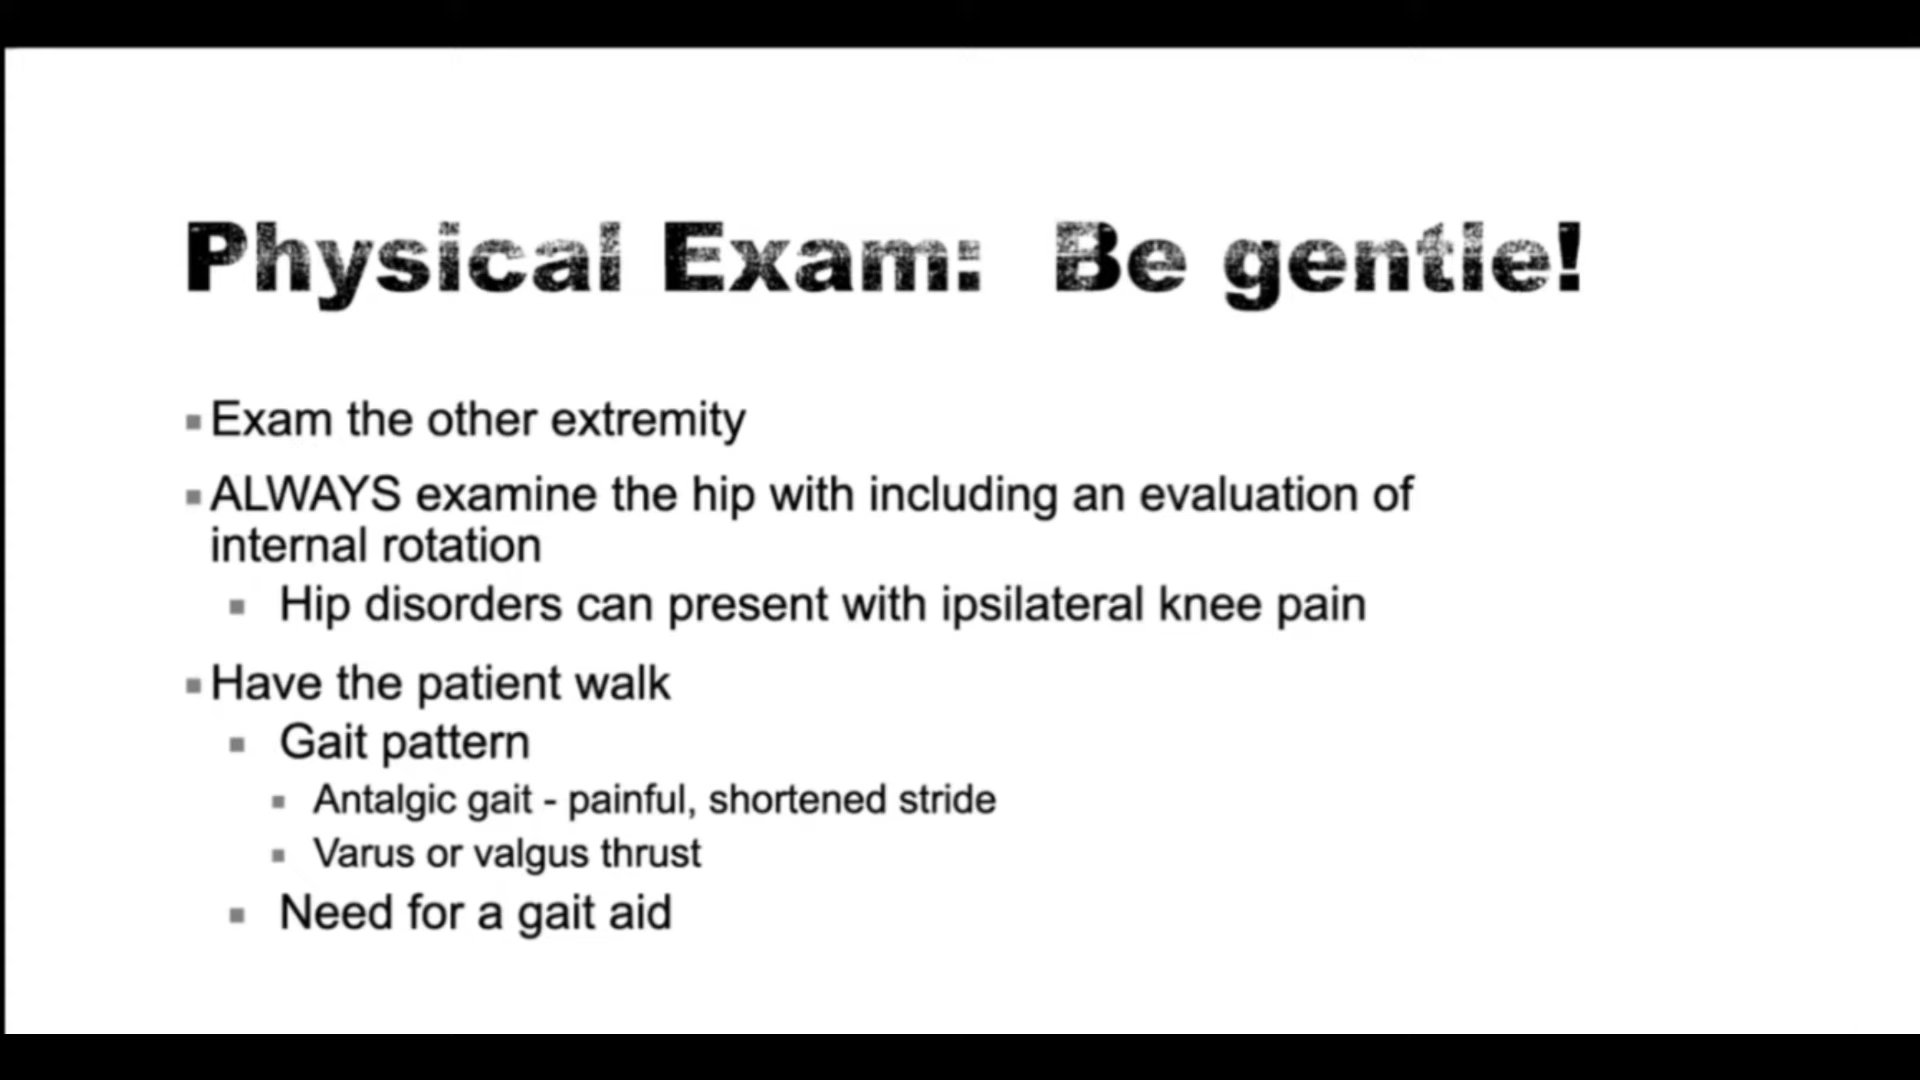 Physical Exam:  Be gentle!
Exam the other extremity
ALWAYS examine the hip with including an evaluation of
internal rotation
Hip disorders can present with ipsilateral knee pain
Have the patient walk
Gait pattern
Antalgic gait - painful, shortened stride
Varus or valgus thrust
Need for a gait aid